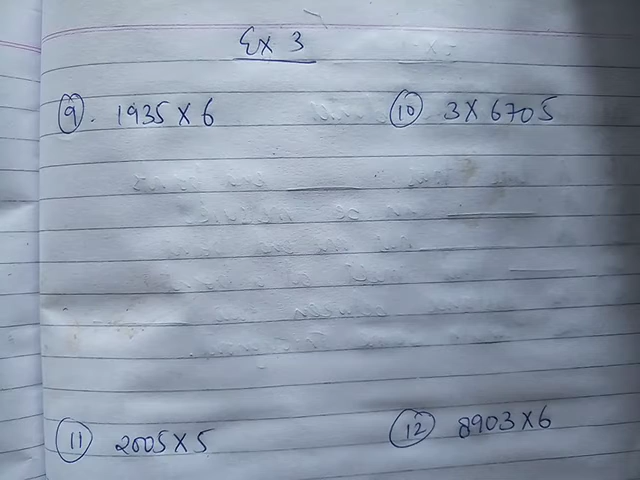 Ex 3
9. 1935 X 6
10 3 X 6705
11 2005 X 5
12 8903 X 6